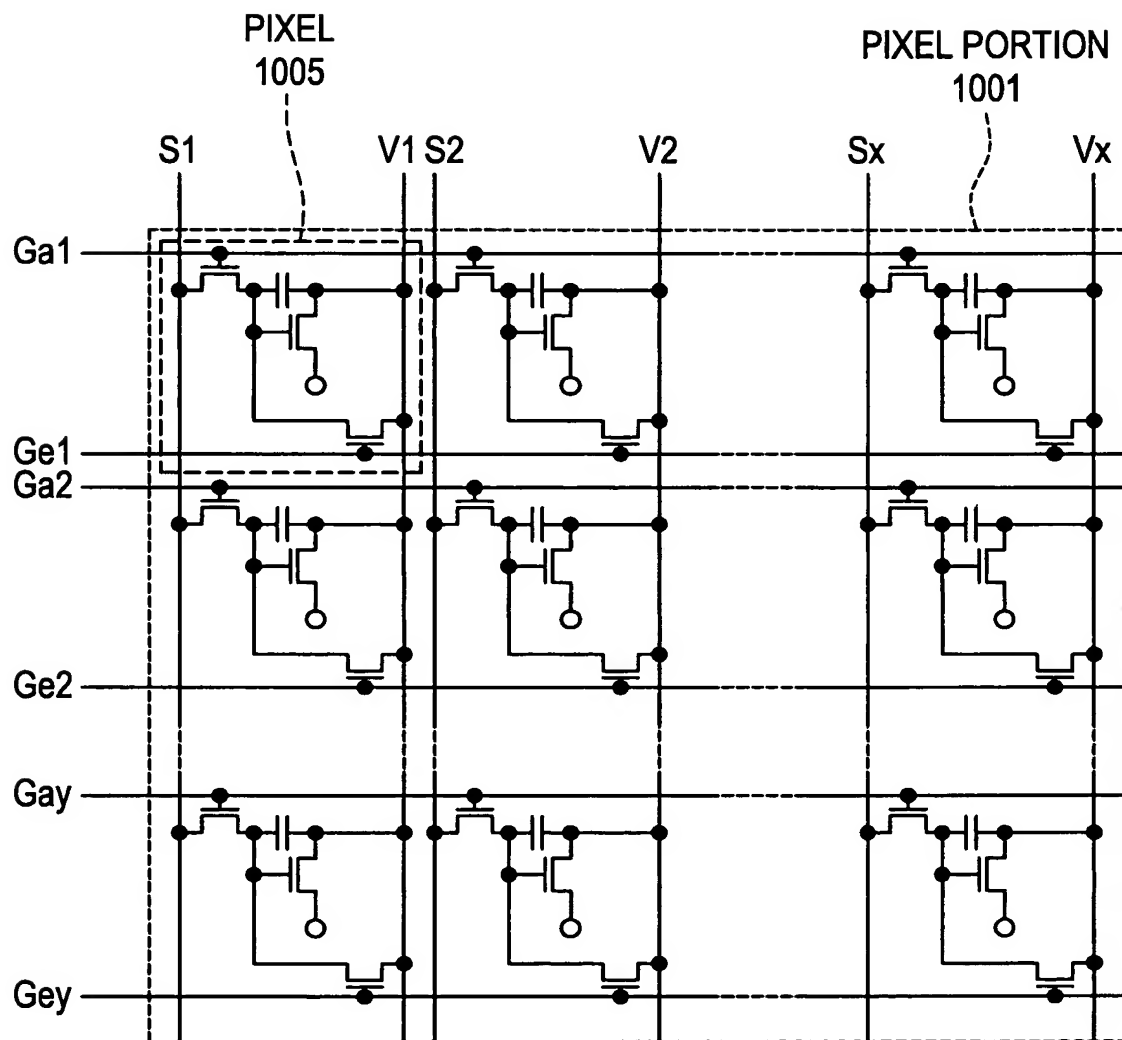 PIXEL
1005
PIXEL PORTION
1001
S1
V1
S2
V2
Sx
Vx
Ga1
Ge1
Ga2
Ge2
Gay
Gey